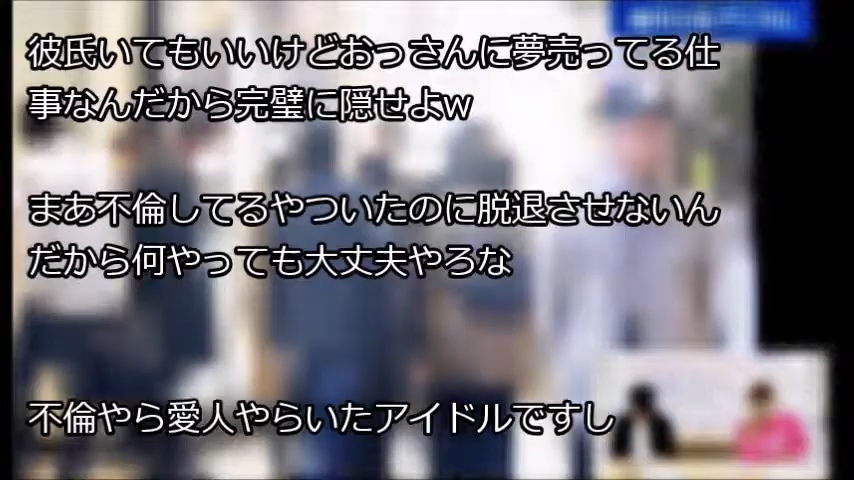 彼氏いてもいいけどおっさんに夢売ってる仕
事なんだから完璧に隠せよw
まあ不倫してるやついたのに脱退させないん
だから何やっても大丈夫やろな
不倫やら愛人やらいたアイドルですし